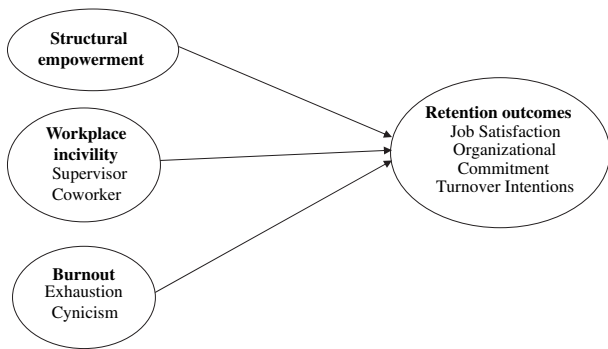 Structural
empowerment
Workplace
incivility
Supervisor
Coworker
Burnout
Exhaustion
Cynicism
Retention outcomes
Job Satisfaction
Organizational
Commitment
Turnover Intentions